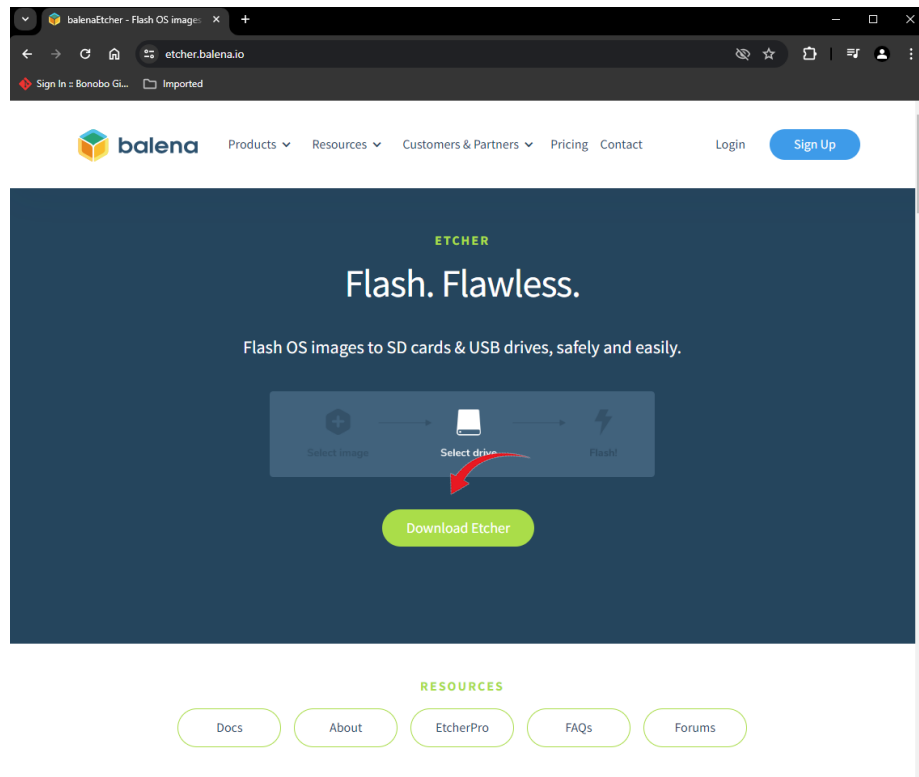 balenaEtcher - Flash OS images
etcher.balena.io
Sign In :: Bonobo Gi... Imported
balena Products Resources Customers & Partners Pricing Contact Login Sign Up
ETCHER
Flash. Flawless.
Flash OS images to SD cards & USB drives, safely and easily.
Select image Select drive Flash!
Download Etcher
RESOURCES
Docs About EtcherPro FAQs Forums